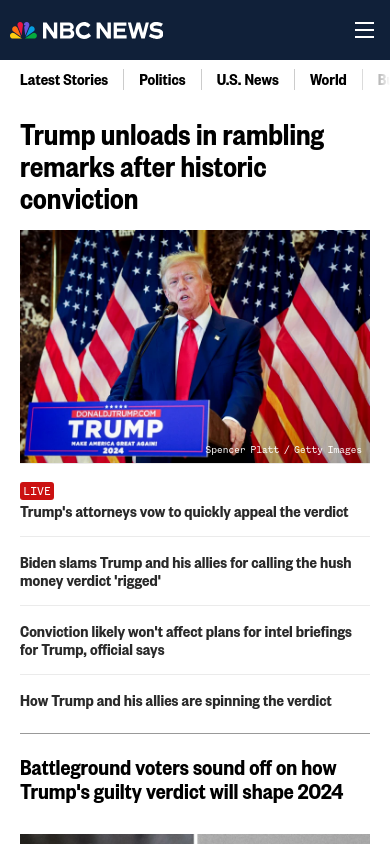 NBC NEWS
Latest Stories
Politics
U.S. News
World
Trump unloads in rambling
remarks after historic
conviction
DONALDJTRUMP.COM
TRUMP
MAKE AMERICA GREAT AGAIN!
2024
Spencer Platt / Getty Images
LIVE
Trump's attorneys vow to quickly appeal the verdict
Biden slams Trump and his allies for calling the hush
money verdict 'rigged'
Conviction likely won't affect plans for intel briefings
for Trump, official says
How Trump and his allies are spinning the verdict
Battleground voters sound off on how
Trump's guilty verdict will shape 2024